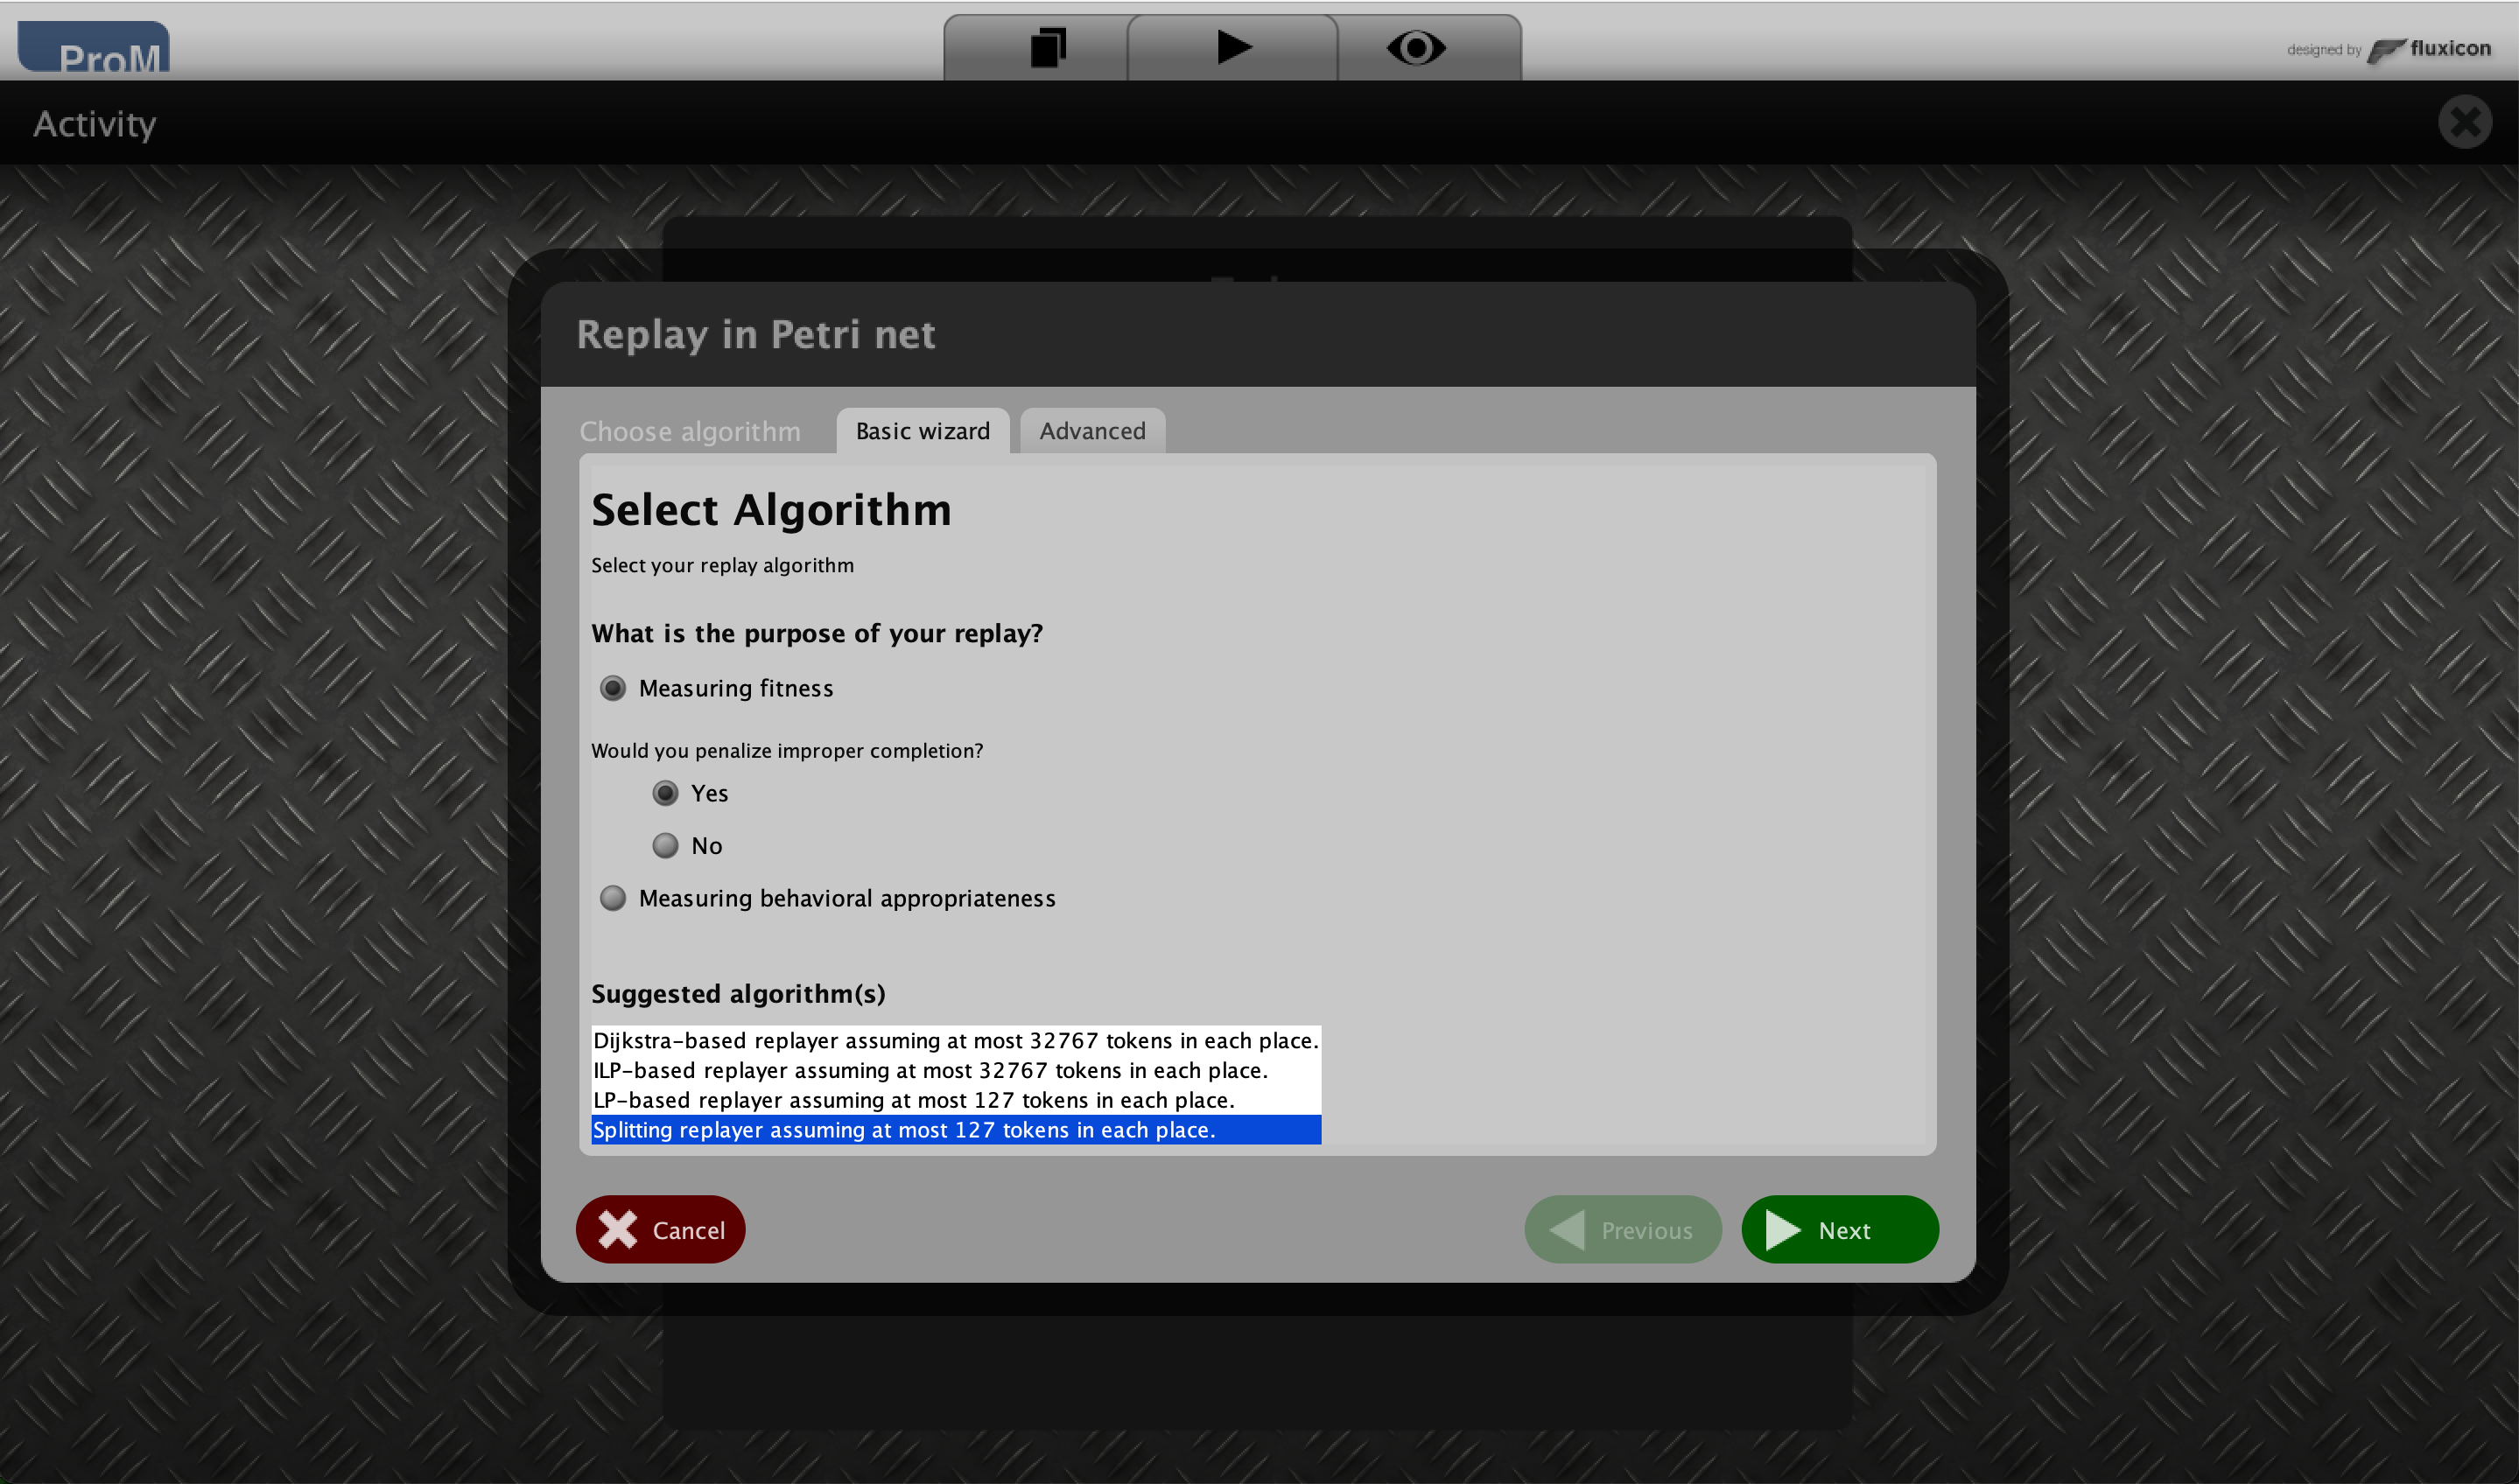 ProM
designed by fluxicon
Activity
Replay in Petri net
Choose algorithm Basic wizard Advanced
Select Algorithm
Select your replay algorithm
What is the purpose of your replay?
Measuring fitness
Would you penalize improper completion?
Yes
No
Measuring behavioral appropriateness
Suggested algorithm(s)
Dijkstra-based replayer assuming at most 32767 tokens in each place.
ILP-based replayer assuming at most 32767 tokens in each place.
LP-based replayer assuming at most 127 tokens in each place.
Splitting replayer assuming at most 127 tokens in each place.
Cancel Previous Next